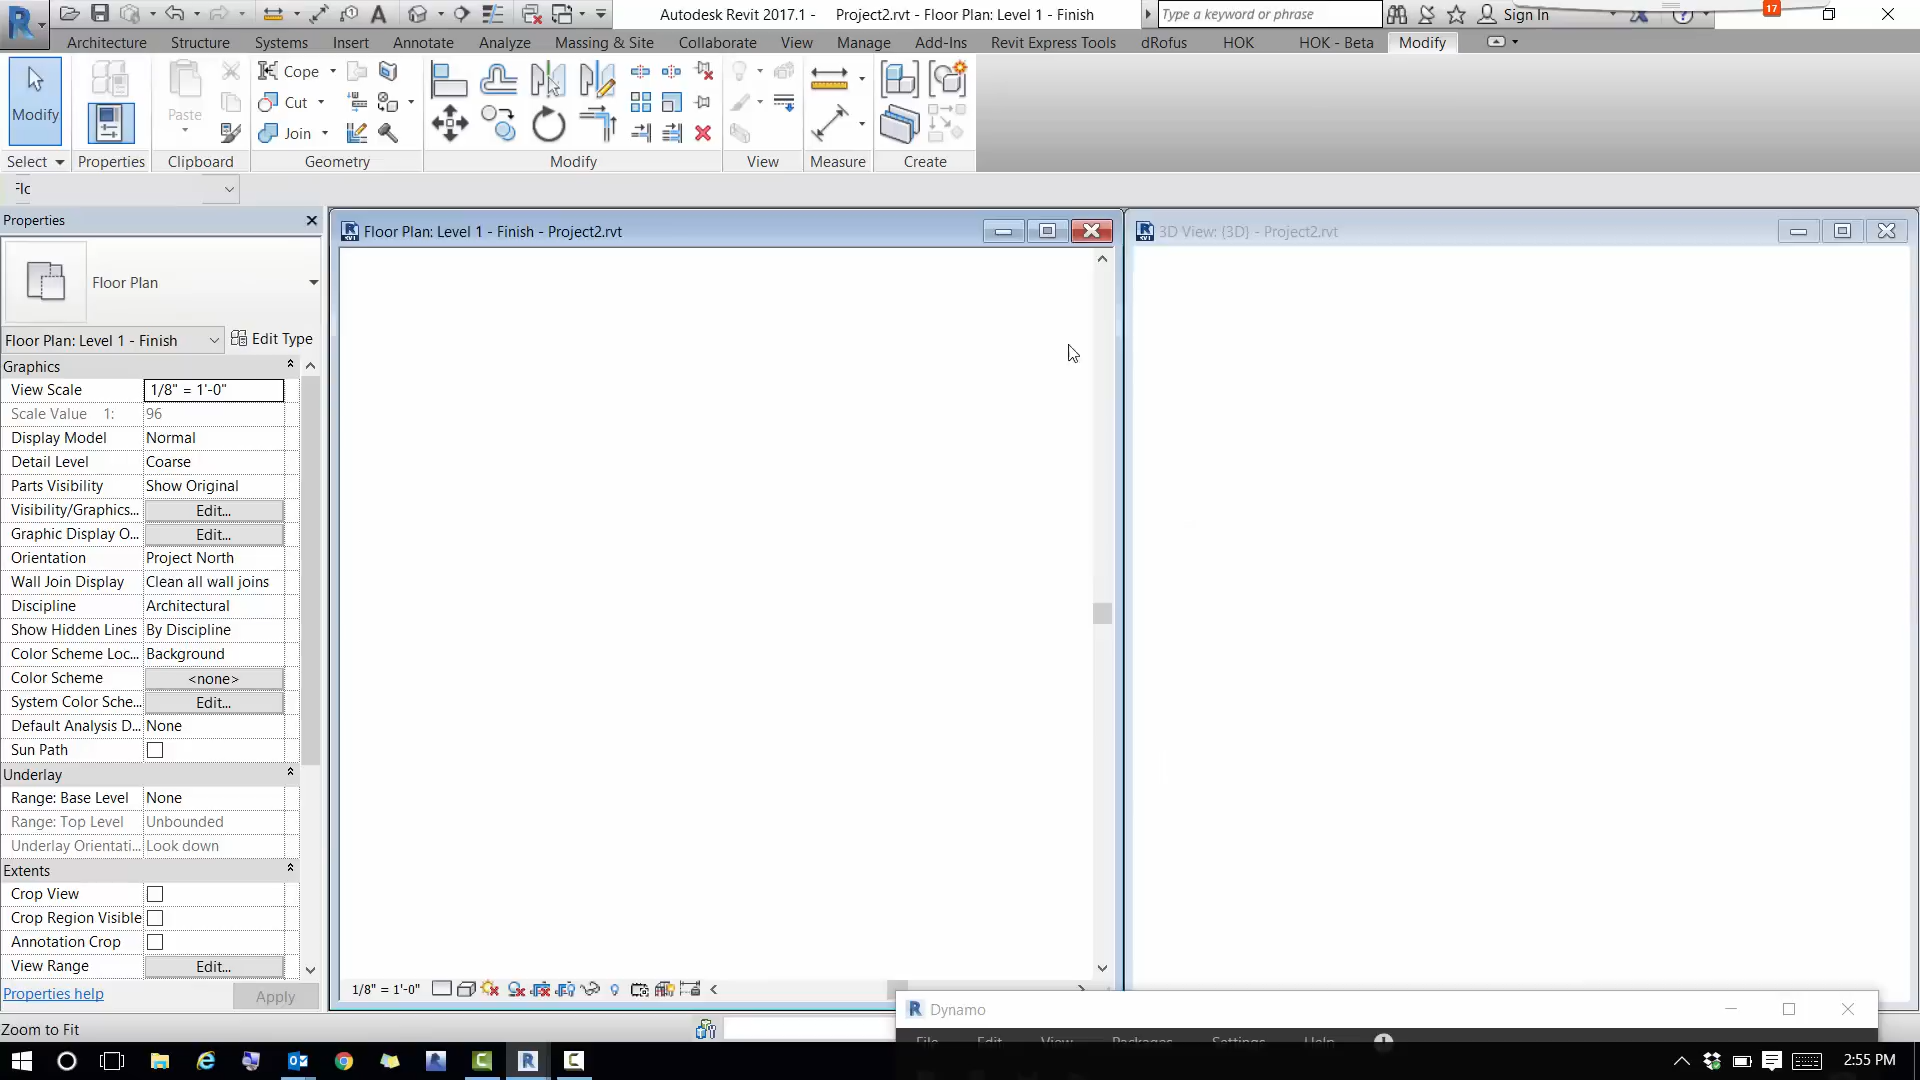 Autodesk Revit 2017.1 - Project2.rvt - Floor Plan: Level 1 - Finish
Type a keyword or phrase
Sign In
17
Architecture Structure Systems Insert Annotate Analyze Massing & Site Collaborate View Manage Add-Ins Revit Express Tools dRofus HOK HOK - Beta Modify
Modify
Paste
Cope
Cut
Join
Select Properties Clipboard Geometry Modify View Measure Create
Properties
Floor Plan: Level 1 - Finish - Project2.rvt
3D View: {3D} - Project2.rvt
Floor Plan
Floor Plan: Level 1 - Finish Edit Type
Graphics
View Scale 1/8" = 1'-0"
Scale Value 1: 96
Display Model Normal
Detail Level Coarse
Parts Visibility Show Original
Visibility/Graphics... Edit...
Graphic Display O... Edit...
Orientation Project North
Wall Join Display Clean all wall joins
Discipline Architectural
Show Hidden Lines By Discipline
Color Scheme Loc... Background
Color Scheme <none>
System Color Sche... Edit...
Default Analysis D... None
Sun Path
Underlay
Range: Base Level None
Range: Top Level Unbounded
Underlay Orientati... Look down
Extents
Crop View
Crop Region Visible
Annotation Crop
View Range Edit...
Properties help Apply
1/8" = 1'-0"
Zoom to Fit
Dynamo
File Edit View Packages Settings Help
2:55 PM